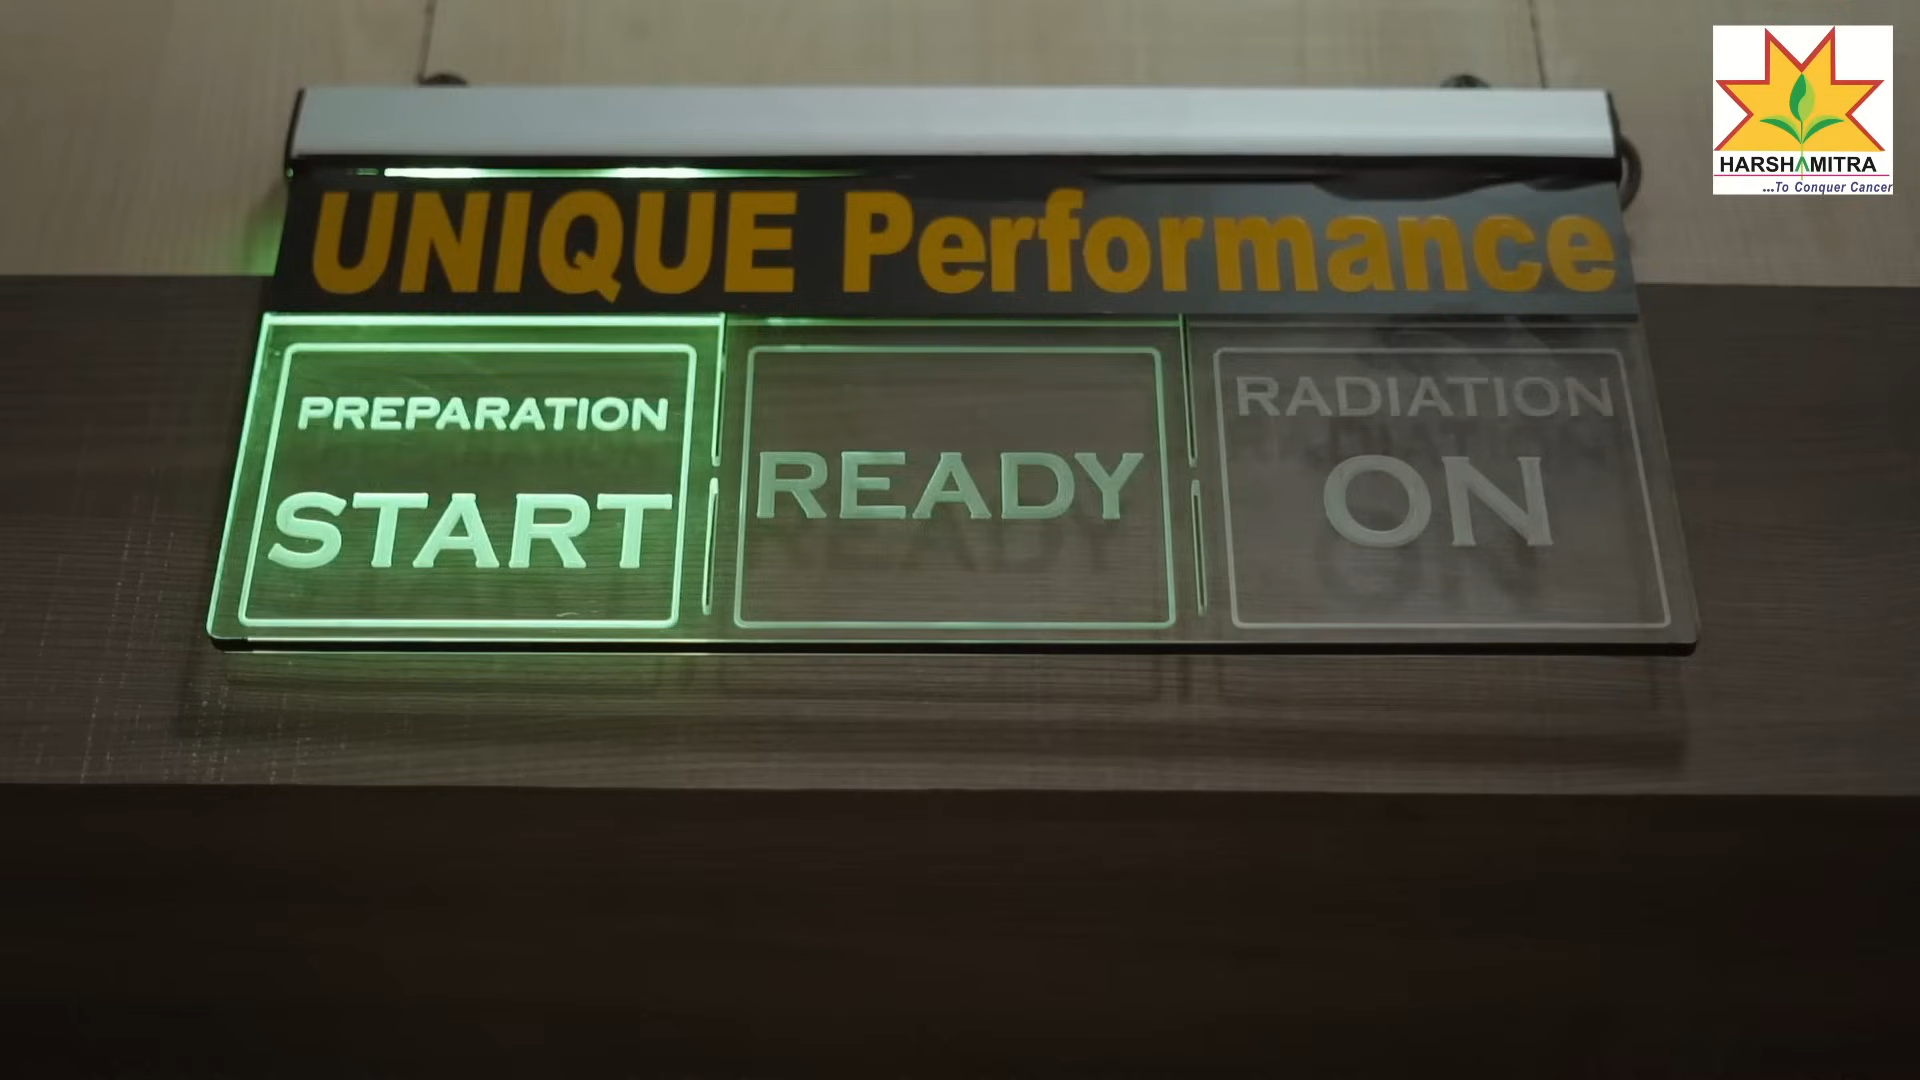 UNIQUE Performance
PREPARATION
START
READY
RADIATION
ON
HARSHAMITRA
...To Conquer Cancer